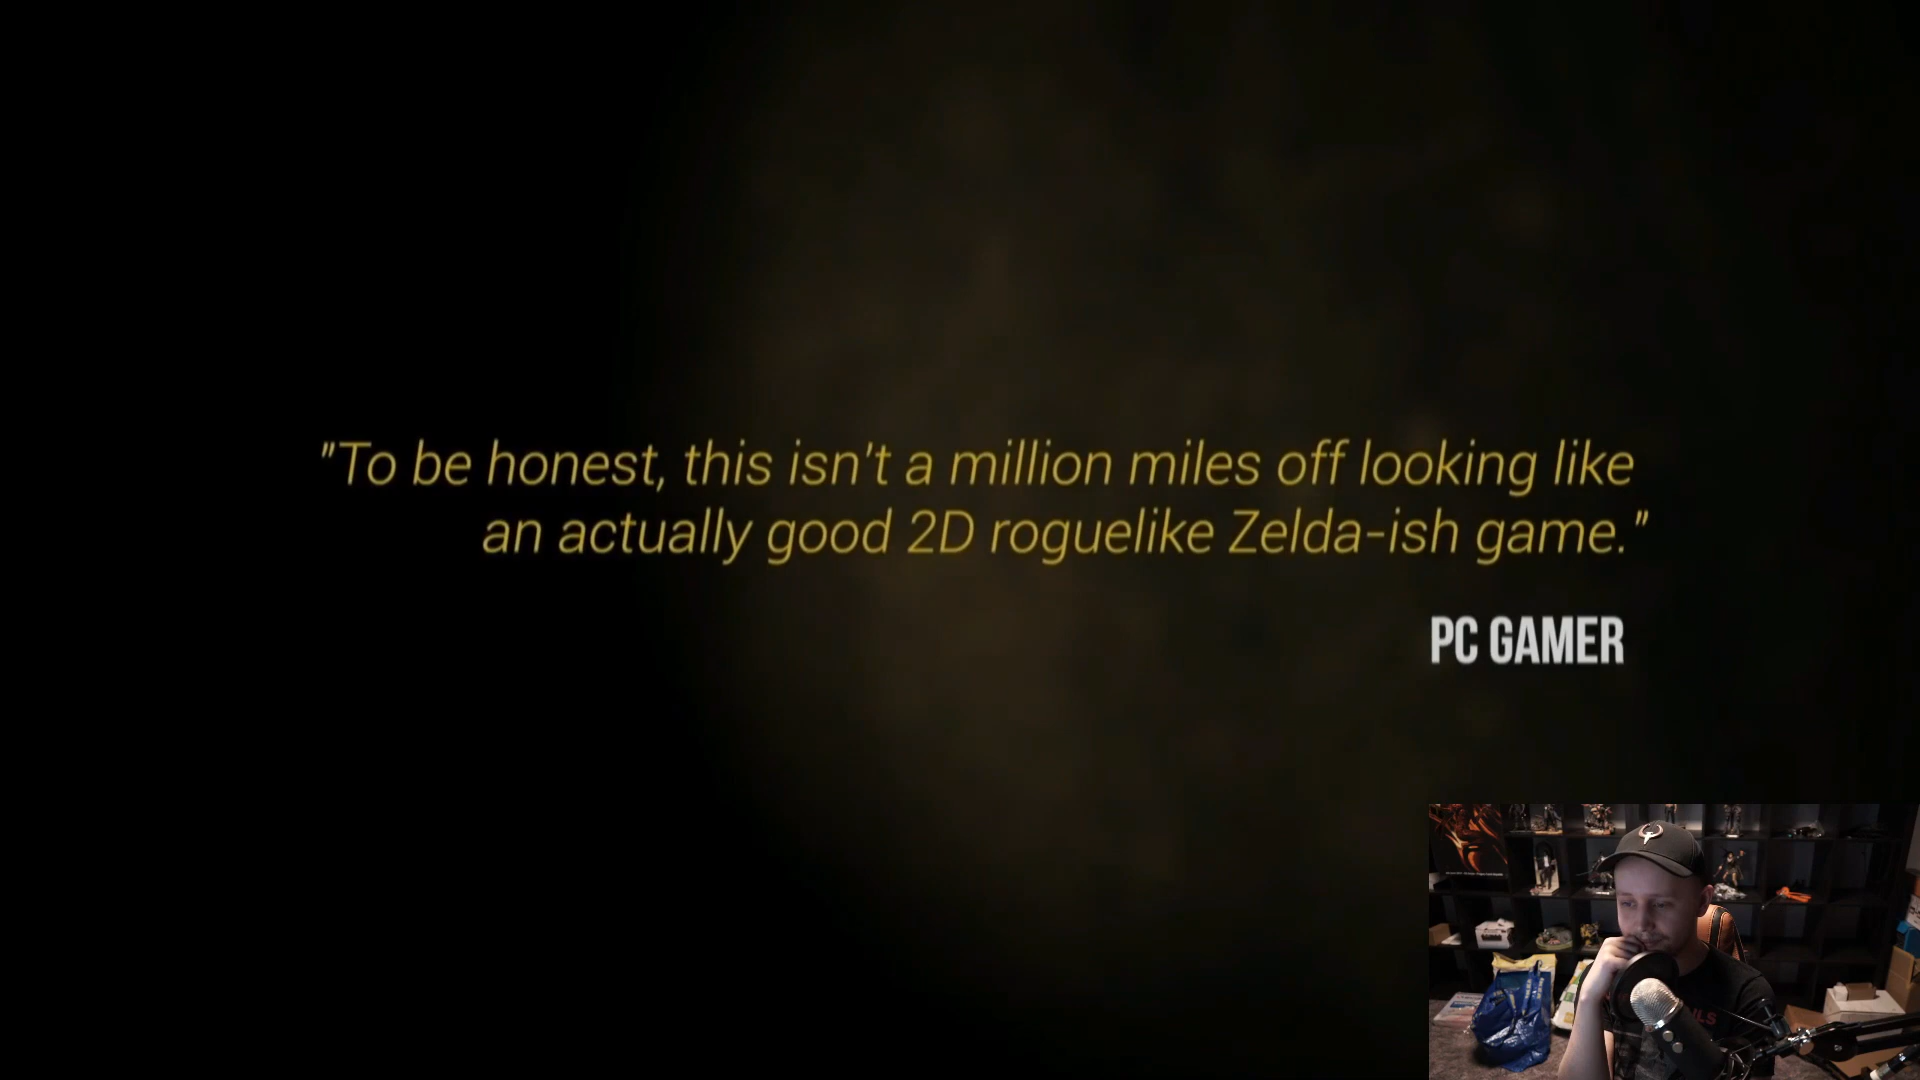 "To be honest, this isn't a million miles off looking like
an actually good 2D roguelike Zelda-ish game."
PC GAMER